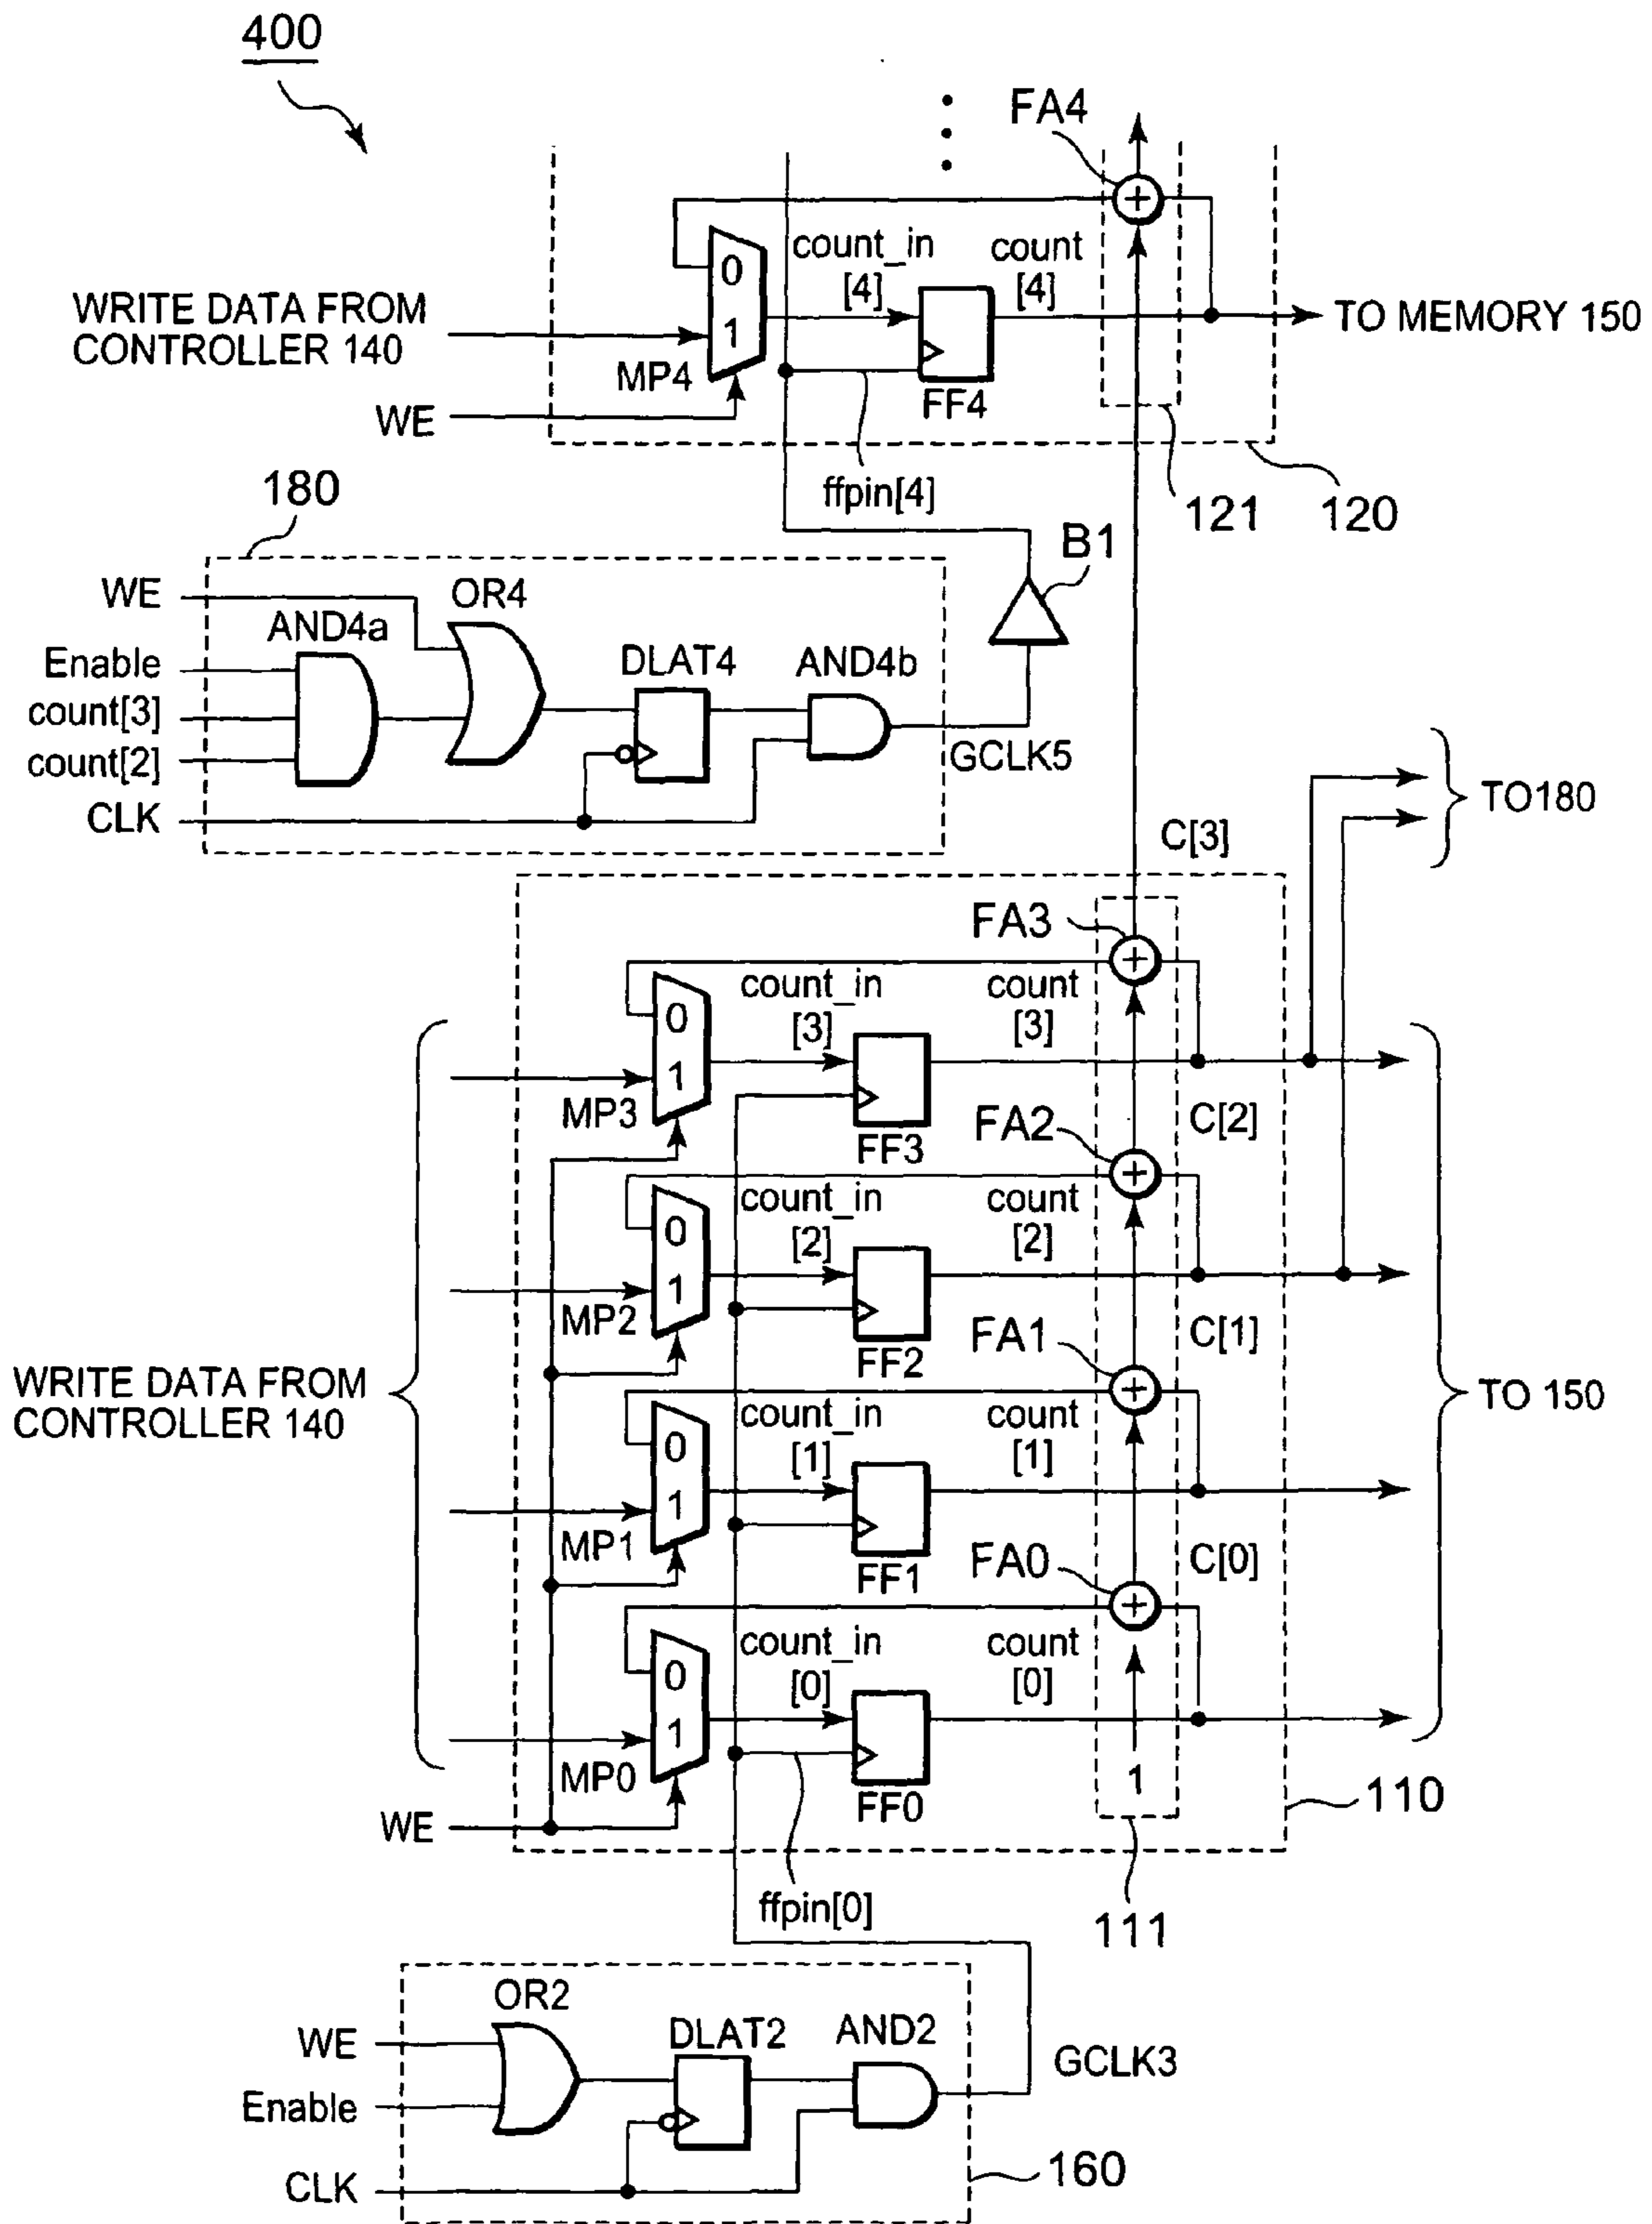 400
FA4
count_in
[4]
count
[4]
0
1
+
WRITE DATA FROM
CONTROLLER 140
TO MEMORY 150
MP4
FF4
WE
ffpin[4]
121
120
180
B1
WE
OR4
AND4a
Enable
DLAT4
AND4b
count[3]
count[2]
GCLK5
CLK
TO180
C[3]
FA3
+
count_in
[3]
count
[3]
0
1
MP3
FF3
C[2]
FA2
+
count_in
[2]
count
[2]
0
1
MP2
FF2
C[1]
FA1
+
WRITE DATA FROM
CONTROLLER 140
TO 150
count_in
[1]
count
[1]
0
1
MP1
FF1
C[0]
FA0
+
count_in
[0]
count
[0]
0
1
MP0
FF0
1
110
WE
ffpin[0]
111
OR2
WE
DLAT2
AND2
GCLK3
Enable
CLK
160